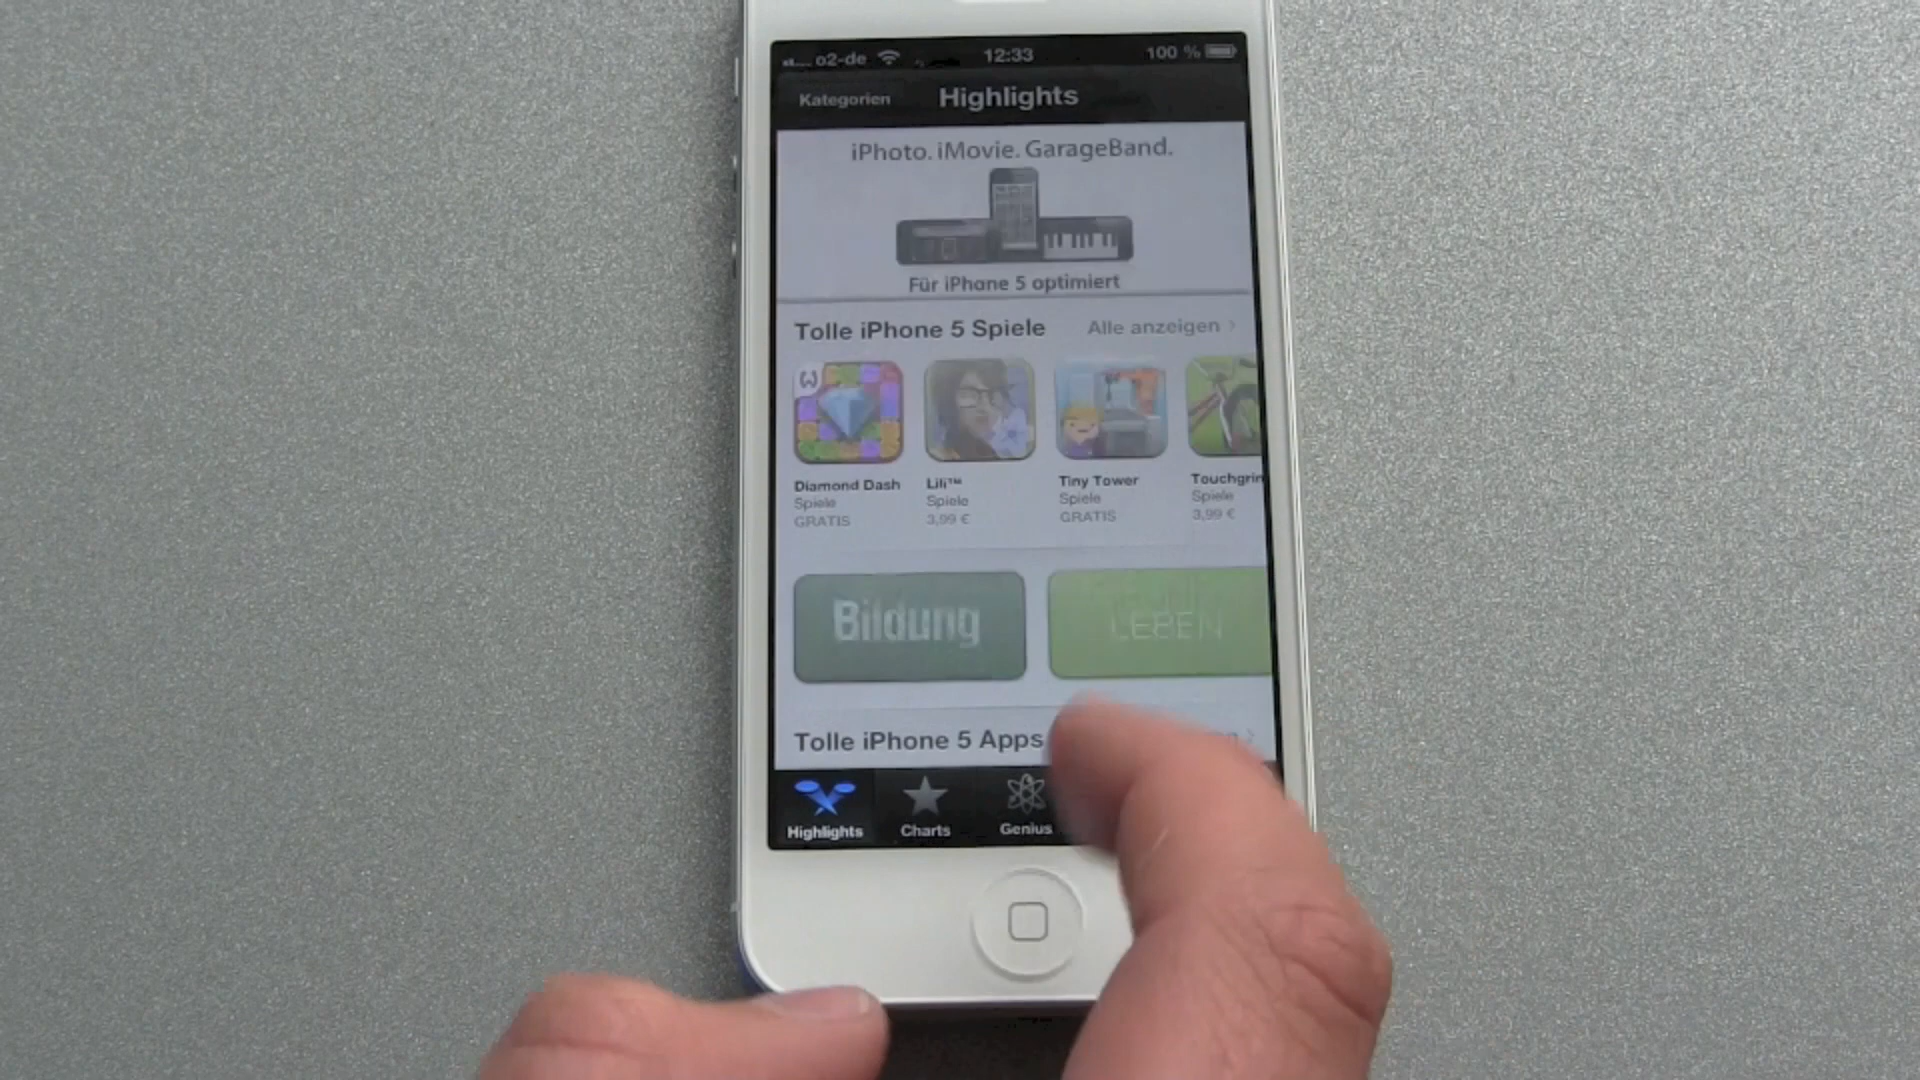 o2-de 12:33 100 %
Kategorien Highlights
iPhoto. iMovie. GarageBand.
Für iPhone 5 optimiert
Tolle iPhone 5 Spiele Alle anzeigen
Diamond Dash Lili™ Tiny Tower Touchgrin
Spiele Spiele Spiele Spiele
GRATIS 3,99 € GRATIS 3,99 €
Bildung LEBEN
Tolle iPhone 5 Apps
Highlights Charts Genius